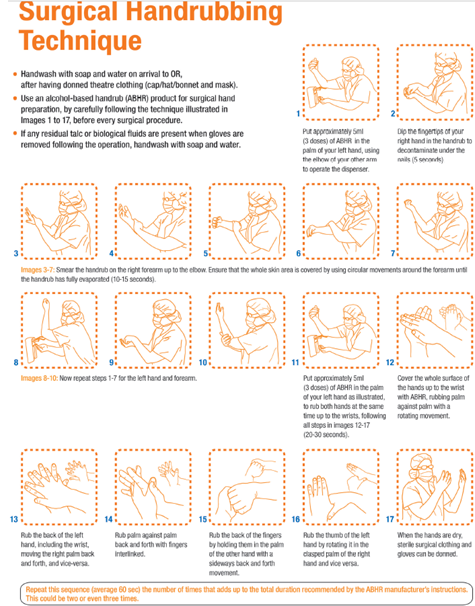 Surgical Handrubbing
Technique
• Handwash with soap and water on arrival to OR,
after having donned theatre clothing (cap/hat/bonnet and mask).
• Use an alcohol-based handrub (ABHR) product for surgical hand
preparation, by carefully following the technique illustrated in
Images 1 to 17, before every surgical procedure.
• If any residual talc or biological fluids are present when gloves are
removed following the operation, handwash with soap and water.
1
Put approximately 5ml
(3 doses) of ABHR in the
palm of your left hand, using
the elbow of your other arm
to operate the dispenser.
2
Dip the fingertips of your
right hand in the handrub to
decontaminate under the
nails (5 seconds)
3
4
5
6
7
Images 3-7: Smear the handrub on the right forearm up to the elbow. Ensure that the whole skin area is covered by using circular movements around the forearm until
the handrub has fully evaporated (10-15 seconds).
8
9
10
Images 8-10: Now repeat steps 1-7 for the left hand and forearm.
11
Put approximately 5ml
(3 doses) of ABHR in the palm
of your left hand as illustrated,
to rub both hands at the same
time up to the wrists, following
all steps in images 12-17
(20-30 seconds).
12
Cover the whole surface of
the hands up to the wrist
with ABHR, rubbing palm
against palm with a
rotating movement.
13
Rub the back of the left
hand, including the wrist,
moving the right palm back
and forth, and vice-versa.
14
Rub palm against palm
back and forth with fingers
interlinked.
15
Rub the back of the fingers
by holding them in the palm
of the other hand with a
sideways back and forth
movement.
16
Rub the thumb of the left
hand by rotating it in the
clasped palm of the right
hand and vice versa.
17
When the hands are dry,
sterile surgical clothing and
gloves can be donned.
Repeat this sequence (average 60 sec) the number of times that adds up to the total duration recommended by the ABHR manufacturer's instructions.
This could be two or even three times.